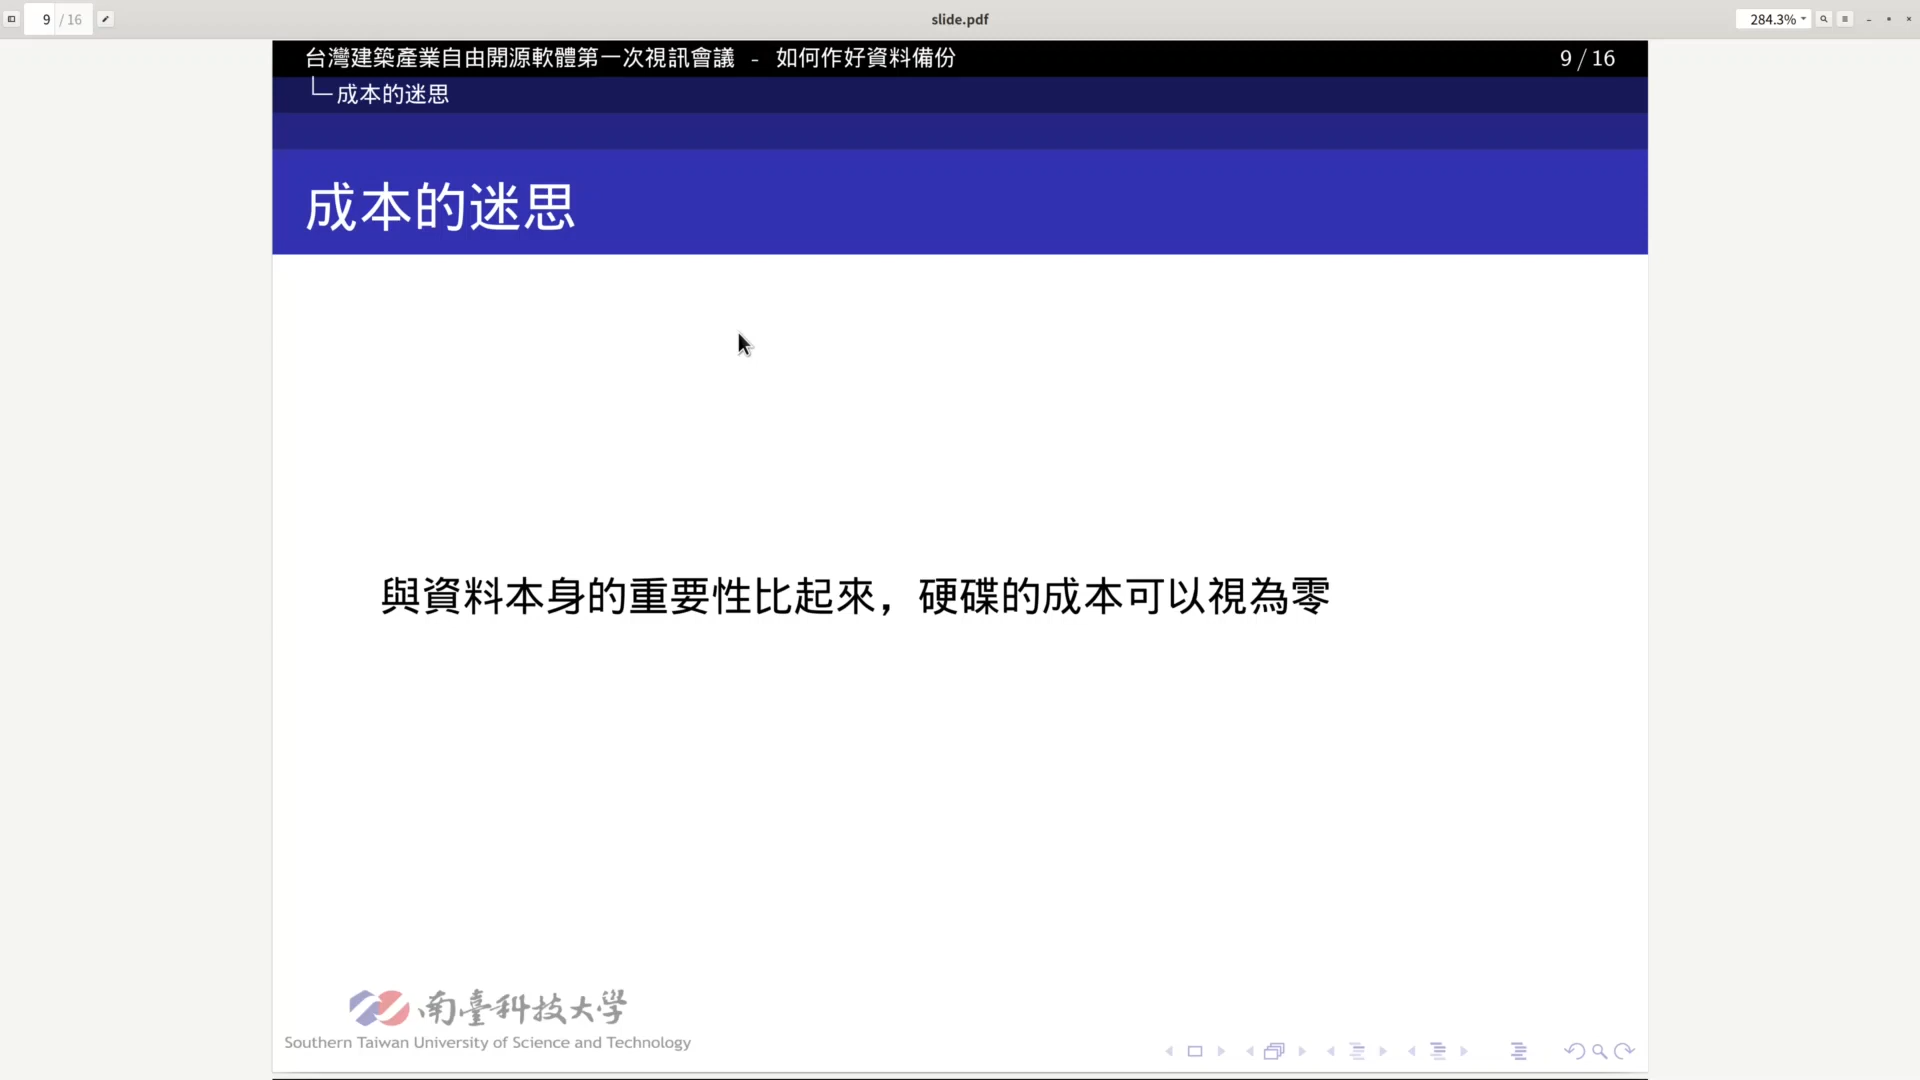 9 / 16
slide.pdf
284.3%
台灣建築產業自由開源軟體第一次視訊會議 - 如何作好資料備份
9 / 16
成本的迷思
成本的迷思
與資料本身的重要性比起來，硬碟的成本可以視為零
南臺科技大學
Southern Taiwan University of Science and Technology